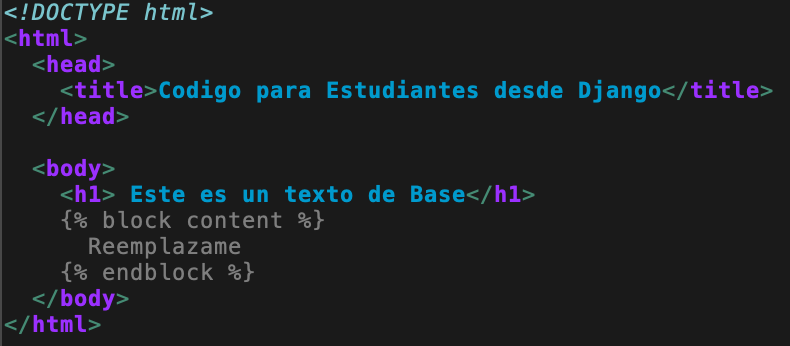 <!DOCTYPE html>
<html>
  <head>
    <title>Codigo para Estudiantes desde Django</title>
  </head>

  <body>
    <h1> Este es un texto de Base</h1>
    {% block content %}
      Reemplazame
    {% endblock %}
  </body>
</html>